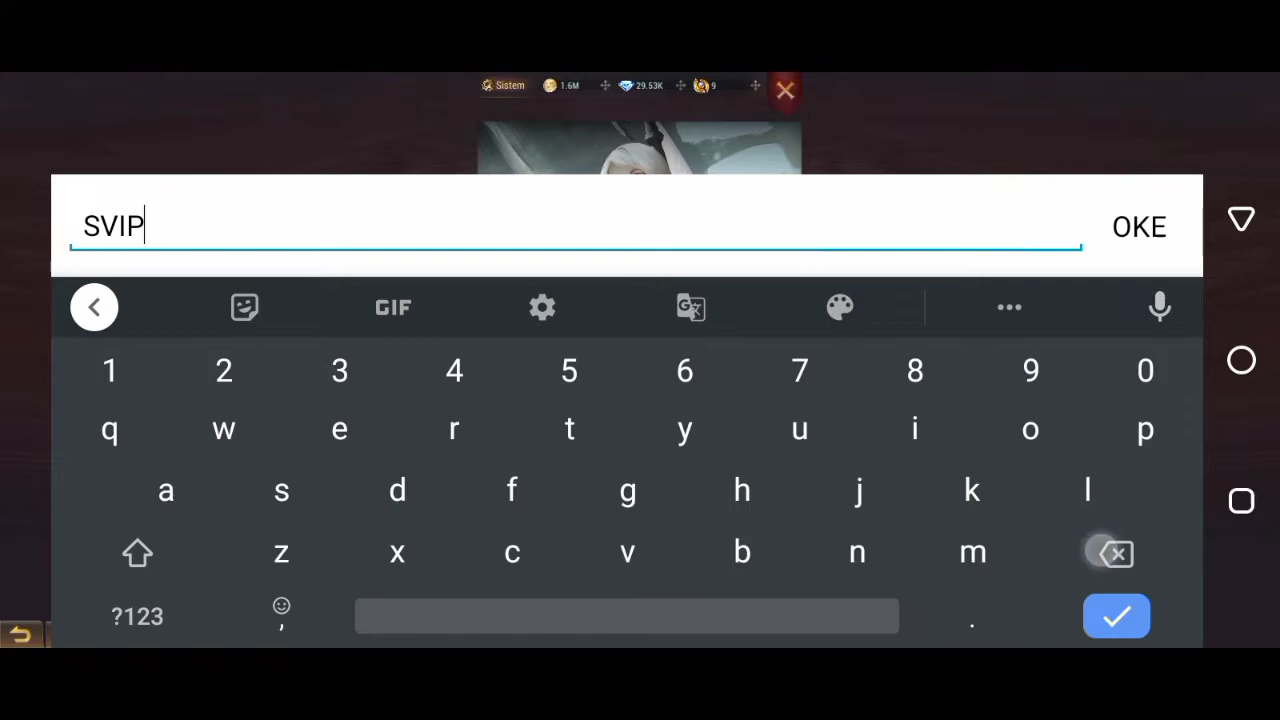 Sistem 1.6M 29.53K 9
SVIP OKE
GIF
1 2 3 4 5 6 7 8 9 0
q w e r t y u i o p
a s d f g h j k l
z x c v b n m
?123 , .